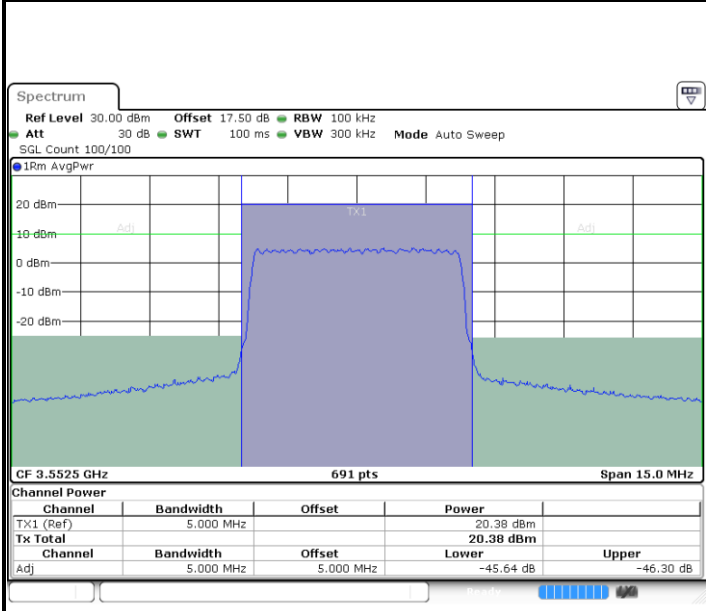 Spectrum
Ref Level 30.00 dBm Offset 17.50 dB RBW 100 kHz
Att 30 dB SWT 100 ms VBW 300 kHz Mode Auto Sweep
SGL Count 100/100
1Rm AvgPwr
20 dBm
TX1
Adj
Adj
10 dBm
0 dBm
-10 dBm
-20 dBm
CF 3.5525 GHz 691 pts Span 15.0 MHz
Channel Power
Channel Bandwidth Offset Power
TX1 (Ref) 5.000 MHz 20.38 dBm
Tx Total 20.38 dBm
Channel Bandwidth Offset Lower Upper
Adj 5.000 MHz 5.000 MHz -45.64 dB -46.30 dB
Ready